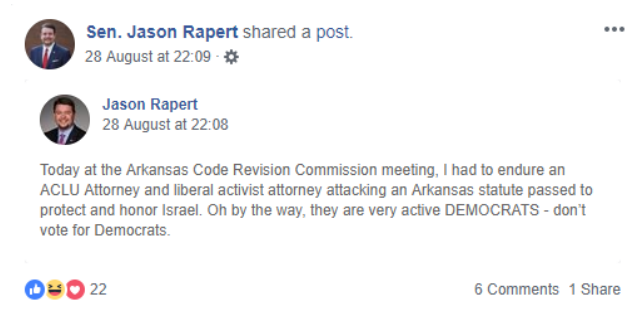 Sen. Jason Rapert shared a post.
28 August at 22:09 ·
Jason Rapert
28 August at 22:08
Today at the Arkansas Code Revision Commission meeting, I had to endure an
ACLU Attorney and liberal activist attorney attacking an Arkansas statute passed to
protect and honor Israel. Oh by the way, they are very active DEMOCRATS - don't
vote for Democrats.
22
6 Comments 1 Share